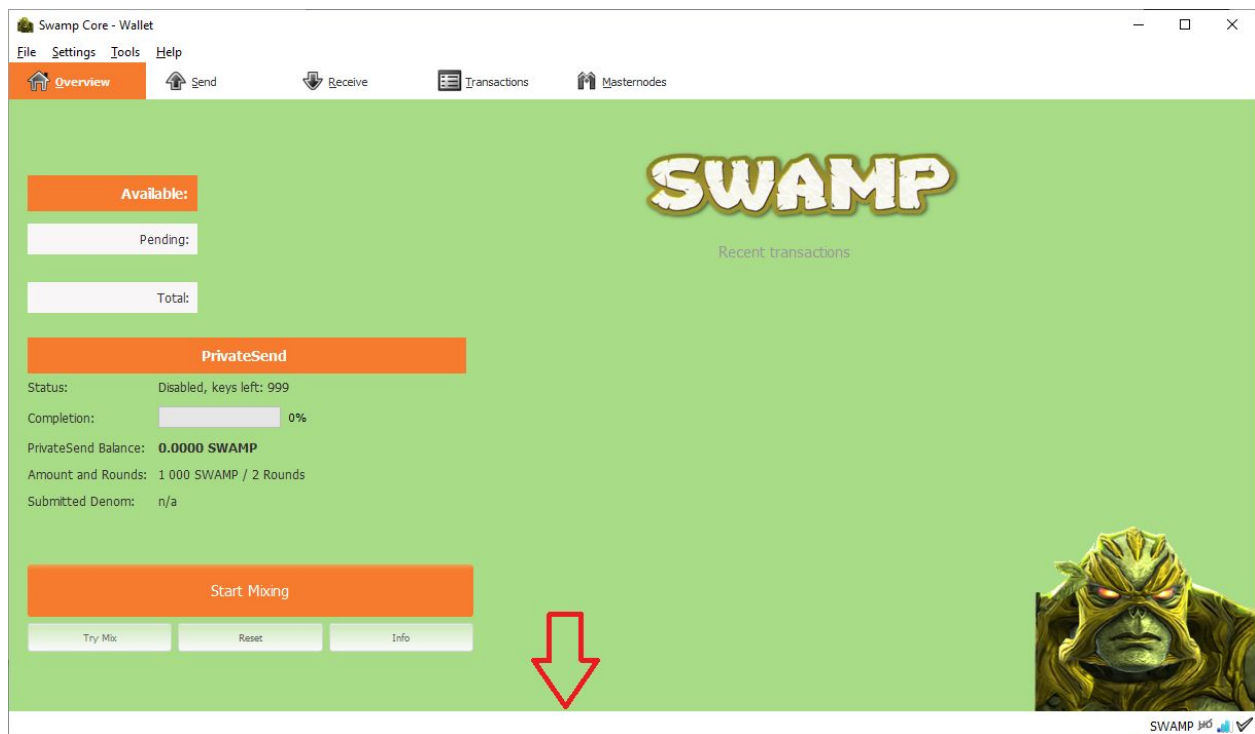 Swamp Core - Wallet
File Settings Tools Help
Overview Send Receive Transactions Masternodes
SWAMP
Available:
Pending:
Recent transactions
Total:
PrivateSend
Status: Disabled, keys left: 999
Completion: 0%
PrivateSend Balance: 0.0000 SWAMP
Amount and Rounds: 1 000 SWAMP / 2 Rounds
Submitted Denom: n/a
Start Mixing
Try Mix Reset Info
SWAMP HD